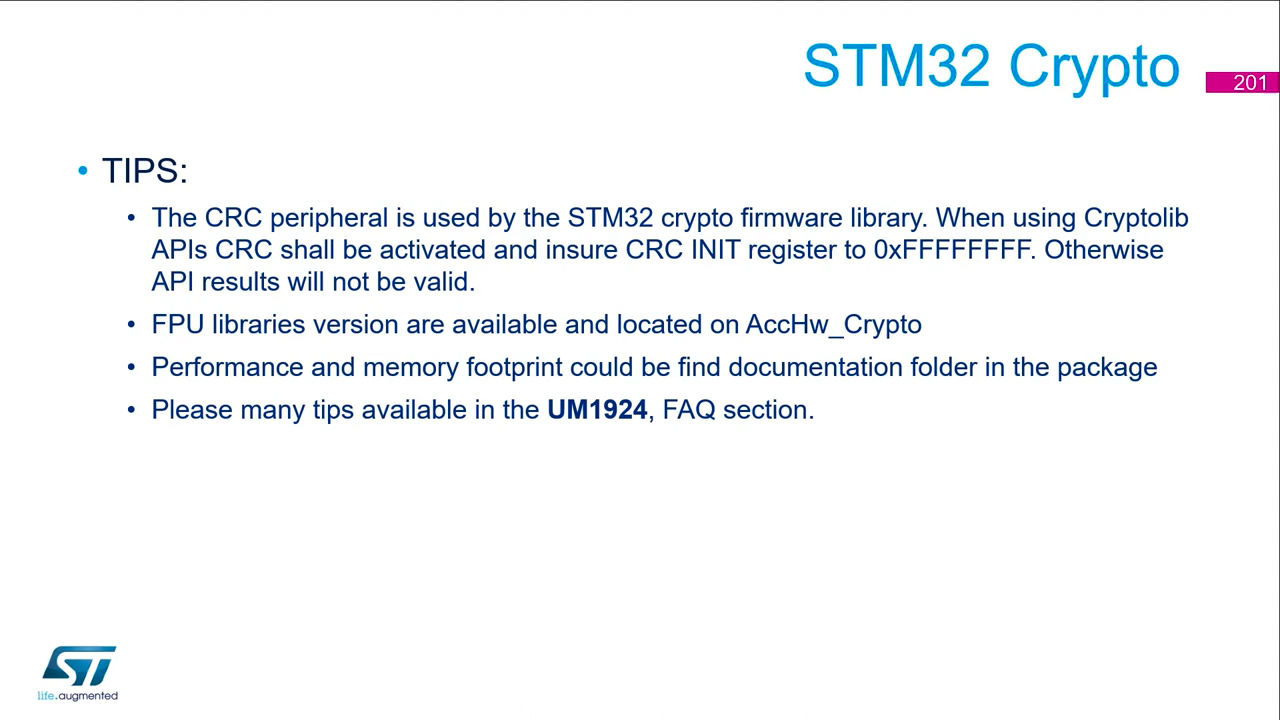 STM32 Crypto
201
• TIPS:
• The CRC peripheral is used by the STM32 crypto firmware library. When using Cryptolib
APIs CRC shall be activated and insure CRC INIT register to 0xFFFFFFFF. Otherwise
API results will not be valid.
• FPU libraries version are available and located on AccHw_Crypto
• Performance and memory footprint could be find documentation folder in the package
• Please many tips available in the UM1924, FAQ section.
ST
life.augmented